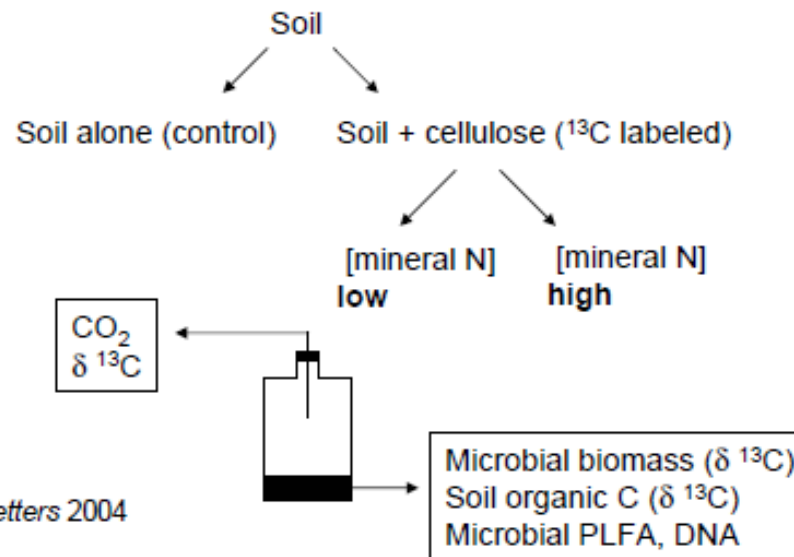 Soil
Soil alone (control) Soil + cellulose (¹³C labeled)
[mineral N] [mineral N]
low high
CO₂
δ ¹³C
Microbial biomass (δ ¹³C)
Soil organic C (δ ¹³C)
Microbial PLFA, DNA
2004